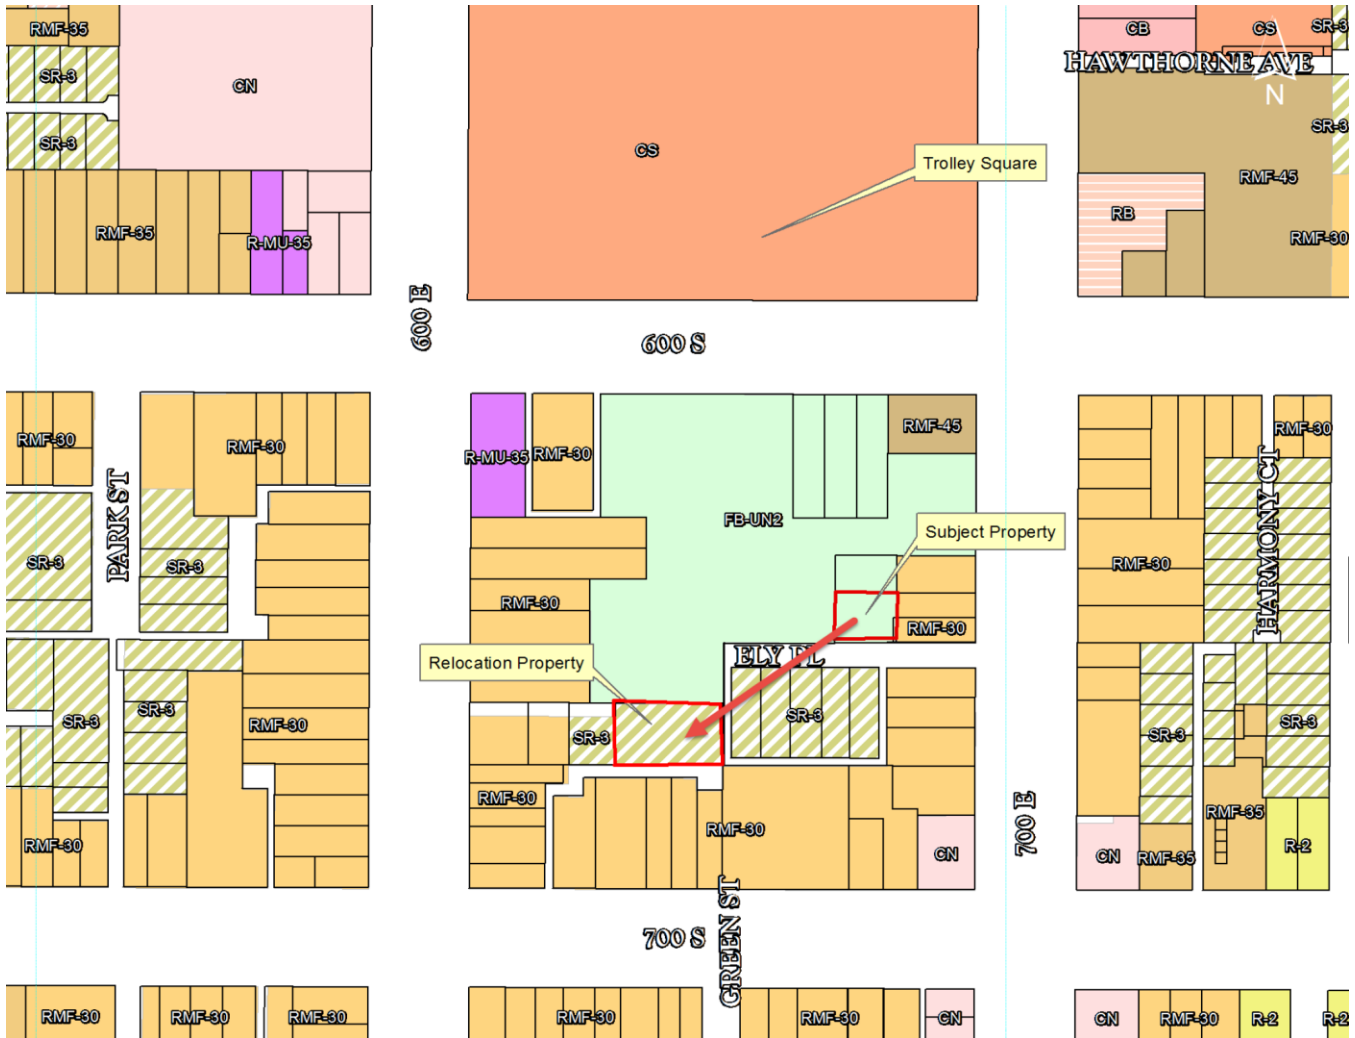 RMF-35
CB
CS
SR-3
HAWTHORNE AVE
SR-3
CN
N
SR-3
CS
Trolley Square
SR-3
RMF-45
RB
RMF-35
R-MU-35
RMF-30
600 E
600 S
RMF-30
RMF-30
R-MU-35
RMF-30
RMF-45
RMF-30
PARK ST
HARMONY CT
FB-UN2
Subject Property
SR-3
SR-3
RMF-30
RMF-30
RMF-30
ELY PL
Relocation Property
SR-3
SR-3
RMF-30
SR-3
SR-3
SR-3
SR-3
RMF-30
RMF-30
700 E
RMF-35
RMF-30
CN
CN
RMF-35
R-2
700 S
GREEN ST
RMF-30
RMF-30
RMF-30
RMF-30
RMF-30
CN
CN
RMF-30
R-2
R-2